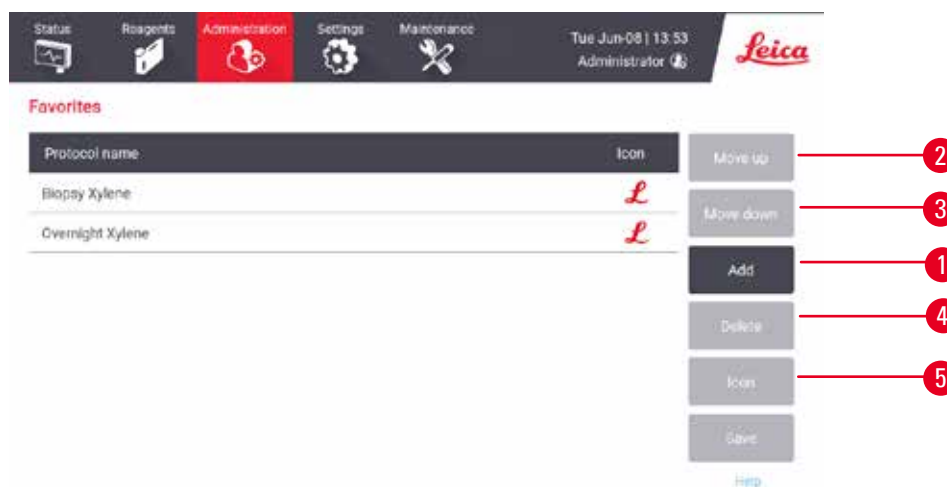 Status Reagents Administration Settings Maintenance
Tue Jun-08 | 13:53
Administrator
Leica
Favorites
Protocol name Icon
Biopsy Xylene L
Overnight Xylene L
Move up 2
Move down 3
Add 1
Delete 4
Icon 5
Save
Help